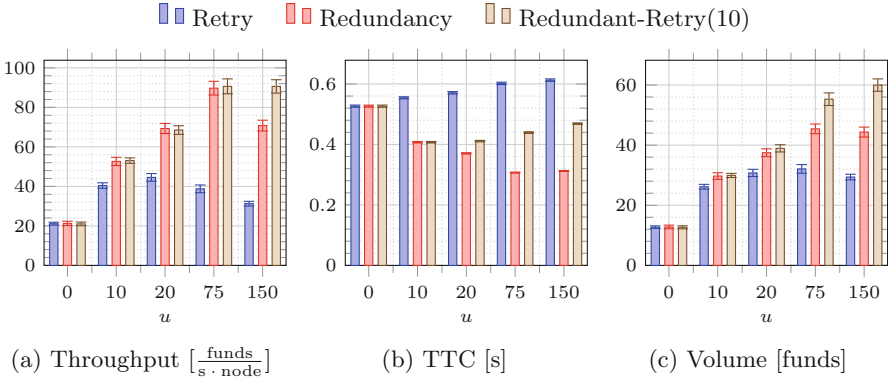 Retry Redundancy Redundant-Retry(10)
100
80
60
40
20
0
0 10 20 75 150
u
(a) Throughput [funds / s · node]
0.6
0.4
0.2
0
0 10 20 75 150
u
(b) TTC [s]
60
40
20
0
0 10 20 75 150
u
(c) Volume [funds]